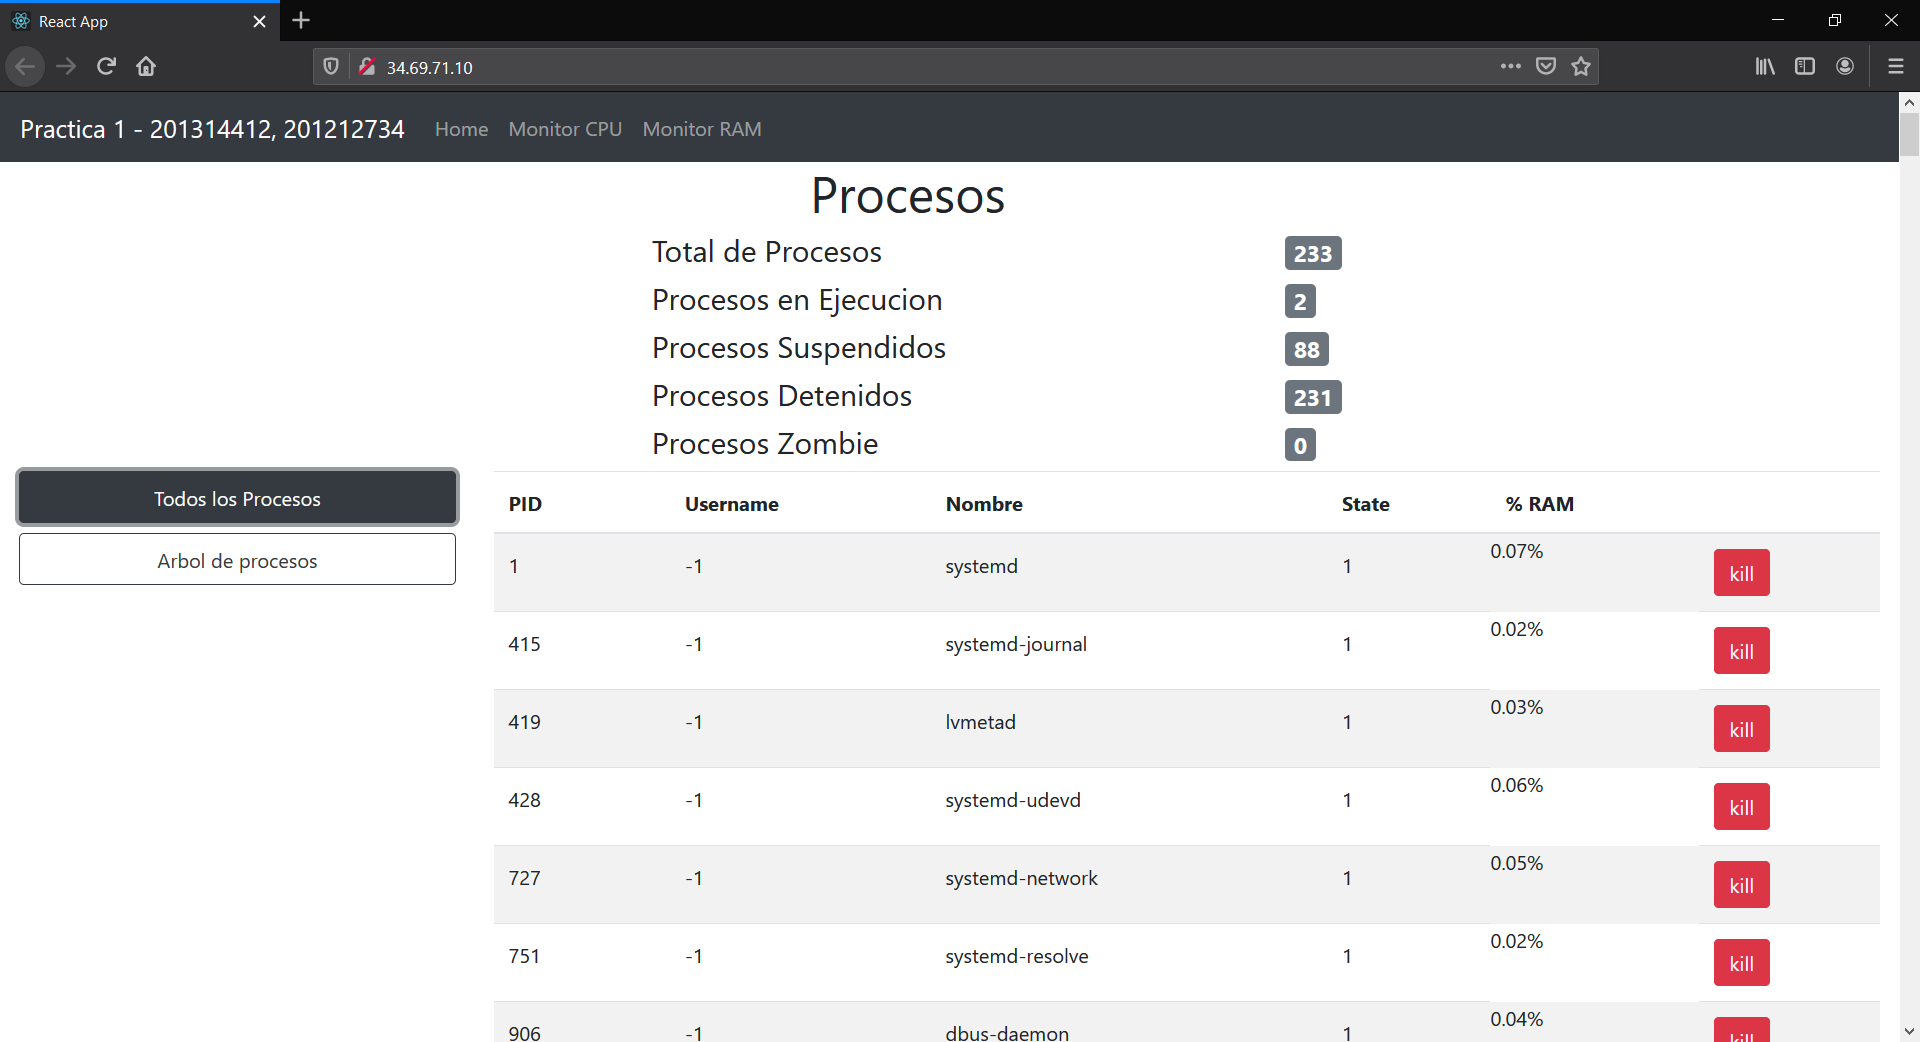 React App
34.69.71.10
Practica 1 - 201314412, 201212734 Home Monitor CPU Monitor RAM
Procesos
Total de Procesos 233
Procesos en Ejecucion 2
Procesos Suspendidos 88
Procesos Detenidos 231
Procesos Zombie 0
Todos los Procesos
Arbol de procesos
PID Username Nombre State % RAM
1 -1 systemd 1 0.07% kill
415 -1 systemd-journal 1 0.02% kill
419 -1 lvmetad 1 0.03% kill
428 -1 systemd-udevd 1 0.06% kill
727 -1 systemd-network 1 0.05% kill
751 -1 systemd-resolve 1 0.02% kill
906 -1 dbus-daemon 1 0.04% kill